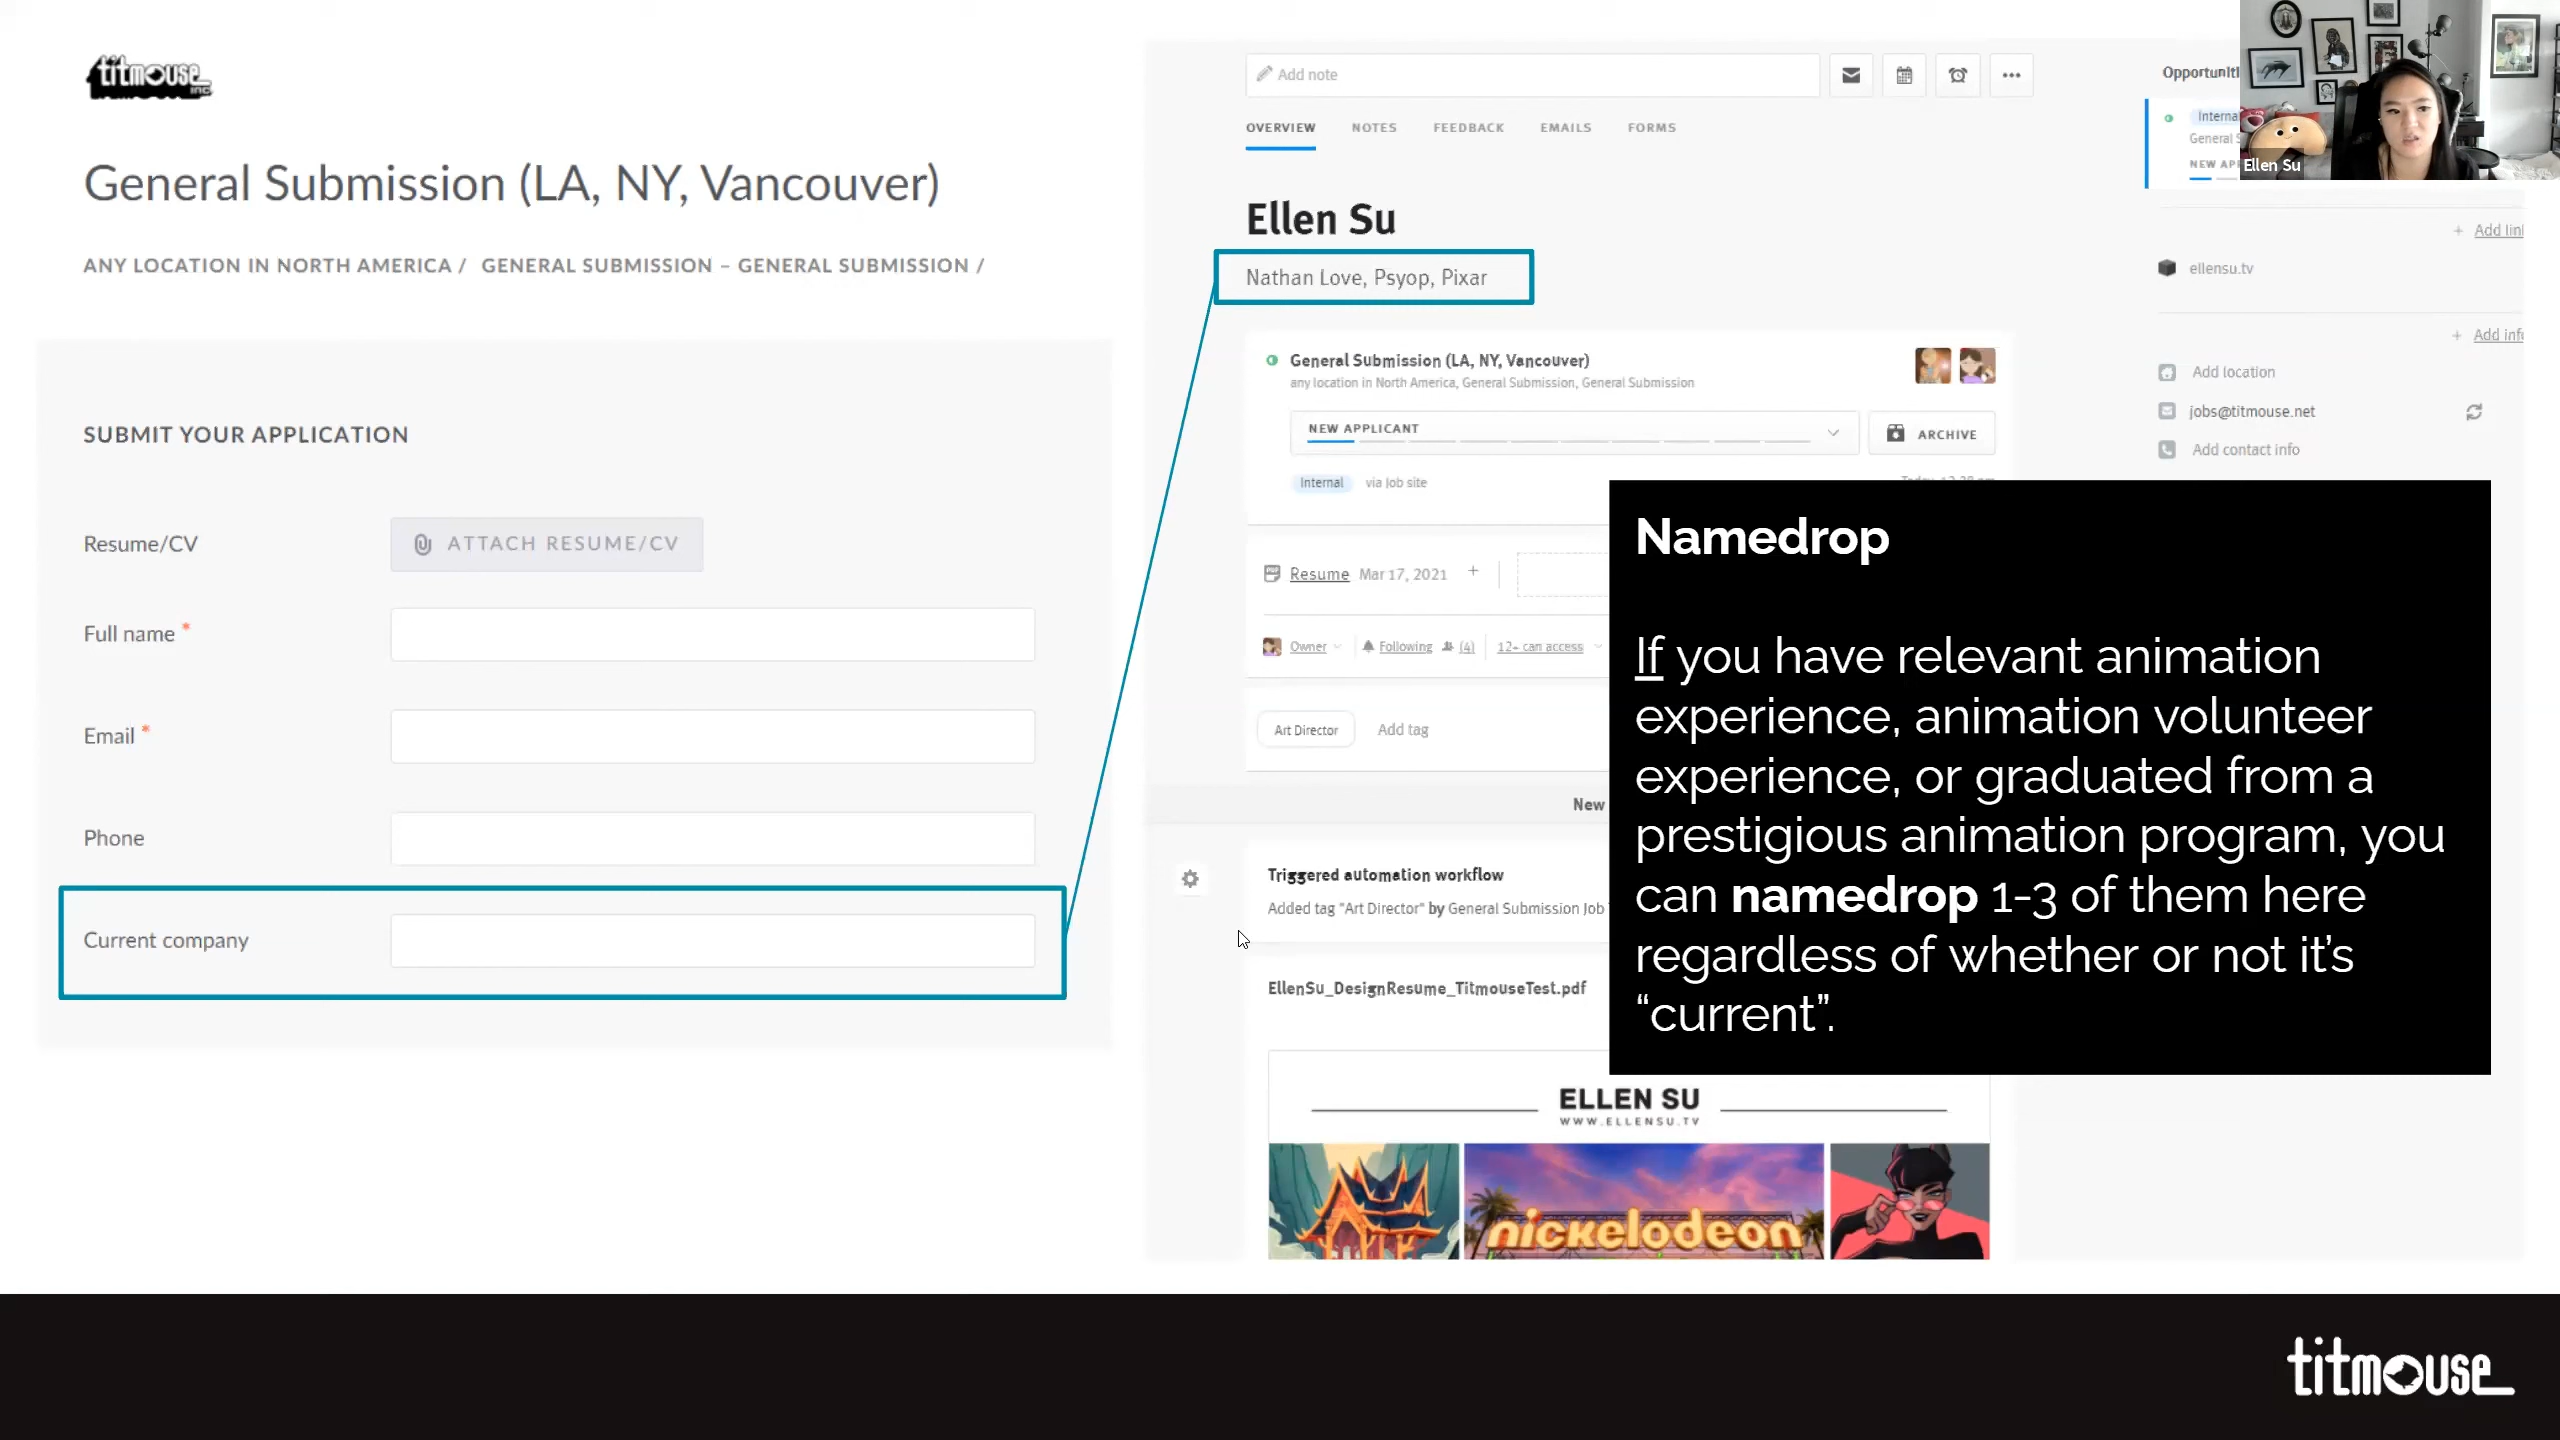 titmouse inc
General Submission (LA, NY, Vancouver)
ANY LOCATION IN NORTH AMERICA / GENERAL SUBMISSION – GENERAL SUBMISSION /
SUBMIT YOUR APPLICATION
Resume/CV
ATTACH RESUME/CV
Full name *
Email *
Phone
Current company
Add note
OVERVIEW NOTES FEEDBACK EMAILS FORMS
Ellen Su
Nathan Love, Psyop, Pixar
General Submission (LA, NY, Vancouver)
any location in North America, General Submission, General Submission
NEW APPLICANT
ARCHIVE
Internal via Job site
Resume Mar 17, 2021 +
Owner Following (4) 12+ can access
Art Director Add tag
New
Triggered automation workflow
Added tag "Art Director" by General Submission Job
EllenSu_DesignResume_TitmouseTest.pdf
ELLEN SU
WWW.ELLENSU.TV
nickelodeon
Opportuniti
Interna
General S
NEW APP
Ellen Su
+ Add lin
ellensu.tv
+ Add info
Add location
jobs@titmouse.net
Add contact info
Namedrop
If you have relevant animation
experience, animation volunteer
experience, or graduated from a
prestigious animation program, you
can namedrop 1-3 of them here
regardless of whether or not it’s
“current”.
titmouse